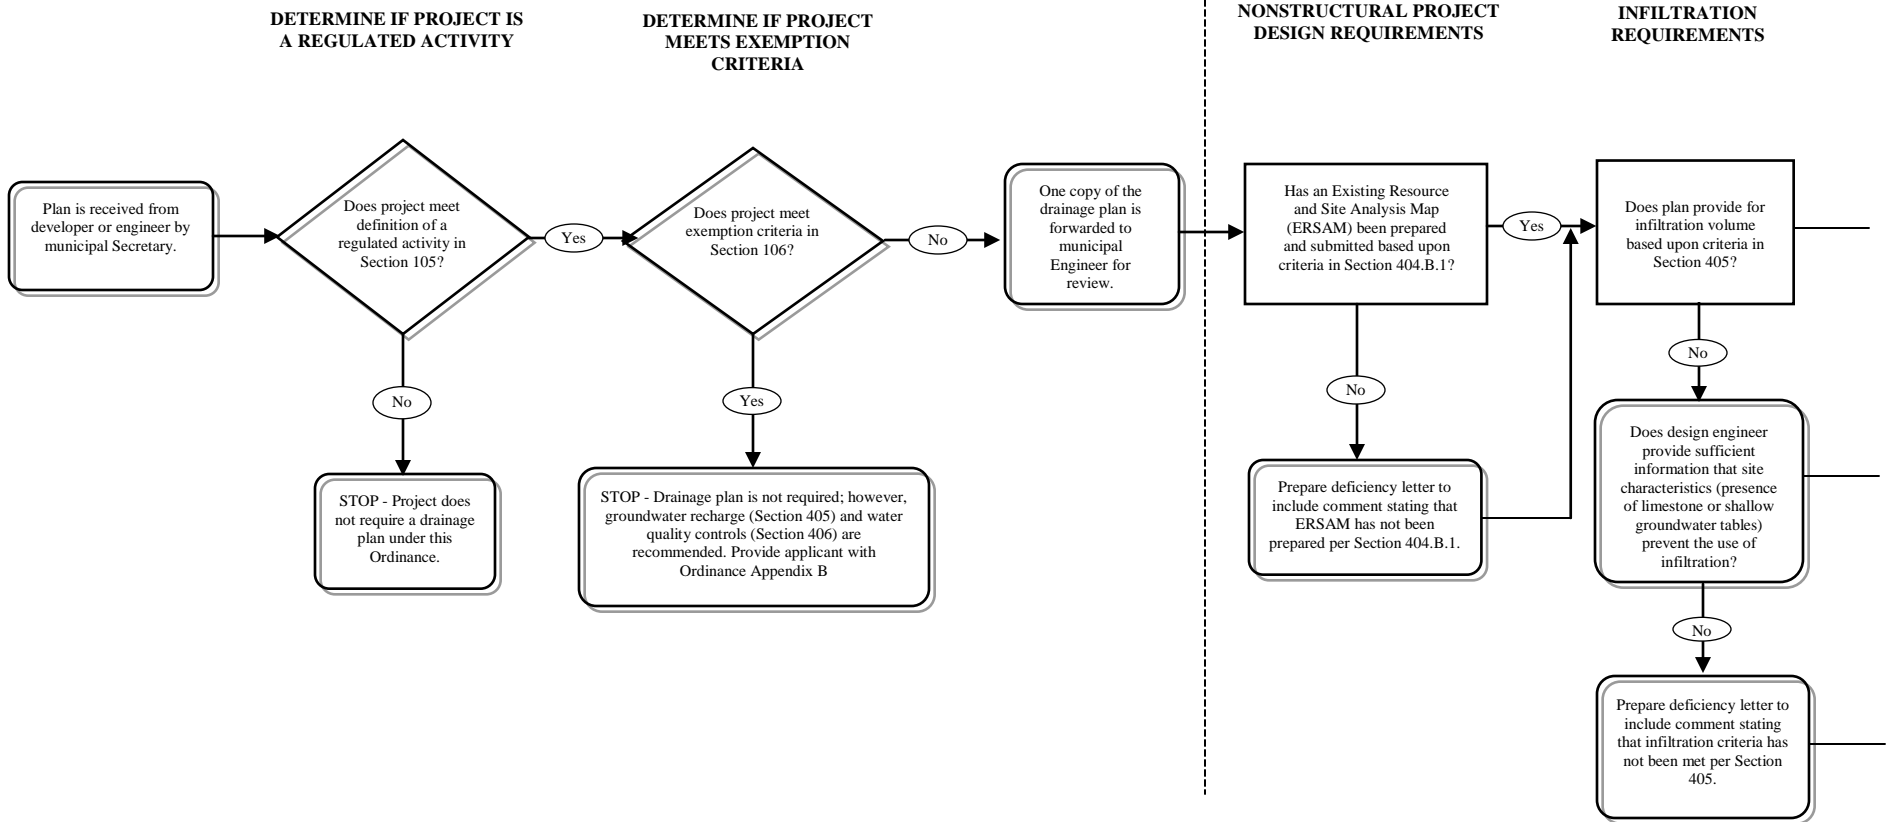 DETERMINE IF PROJECT IS
A REGULATED ACTIVITY
DETERMINE IF PROJECT
MEETS EXEMPTION
CRITERIA
NONSTRUCTURAL PROJECT
DESIGN REQUIREMENTS
INFILTRATION
REQUIREMENTS
Plan is received from
developer or engineer by
municipal Secretary.
Does project meet
definition of a
regulated activity in
Section 105?
Yes
Does project meet
exemption criteria in
Section 106?
No
One copy of the
drainage plan is
forwarded to
municipal
Engineer for
review.
Has an Existing Resource
and Site Analysis Map
(ERSAM) been prepared
and submitted based upon
criteria in Section 404.B.1?
Yes
Does plan provide for
infiltration volume
based upon criteria in
Section 405?
No
Yes
No
No
STOP - Project does
not require a drainage
plan under this
Ordinance.
STOP - Drainage plan is not required; however,
groundwater recharge (Section 405) and water
quality controls (Section 406) are
recommended. Provide applicant with
Ordinance Appendix B
Prepare deficiency letter to
include comment stating that
ERSAM has not been
prepared per Section 404.B.1.
Does design engineer
provide sufficient
information that site
characteristics (presence
of limestone or shallow
groundwater tables)
prevent the use of
infiltration?
No
Prepare deficiency letter to
include comment stating
that infiltration criteria has
not been met per Section
405.